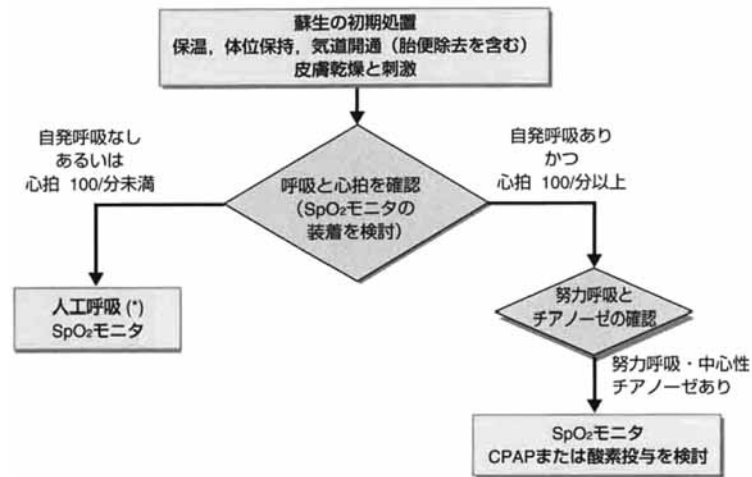 蘇生の初期処置
保温，体位保持，気道開通（胎便除去を含む）
皮膚乾燥と刺激
自発呼吸なし
あるいは
心拍 100/分未満
呼吸と心拍を確認
（SpO₂モニタの
装着を検討）
自発呼吸あり
かつ
心拍 100/分以上
人工呼吸 (*)
SpO₂モニタ
努力呼吸と
チアノーゼの確認
努力呼吸・中心性
チアノーゼあり
SpO₂モニタ
CPAPまたは酸素投与を検討